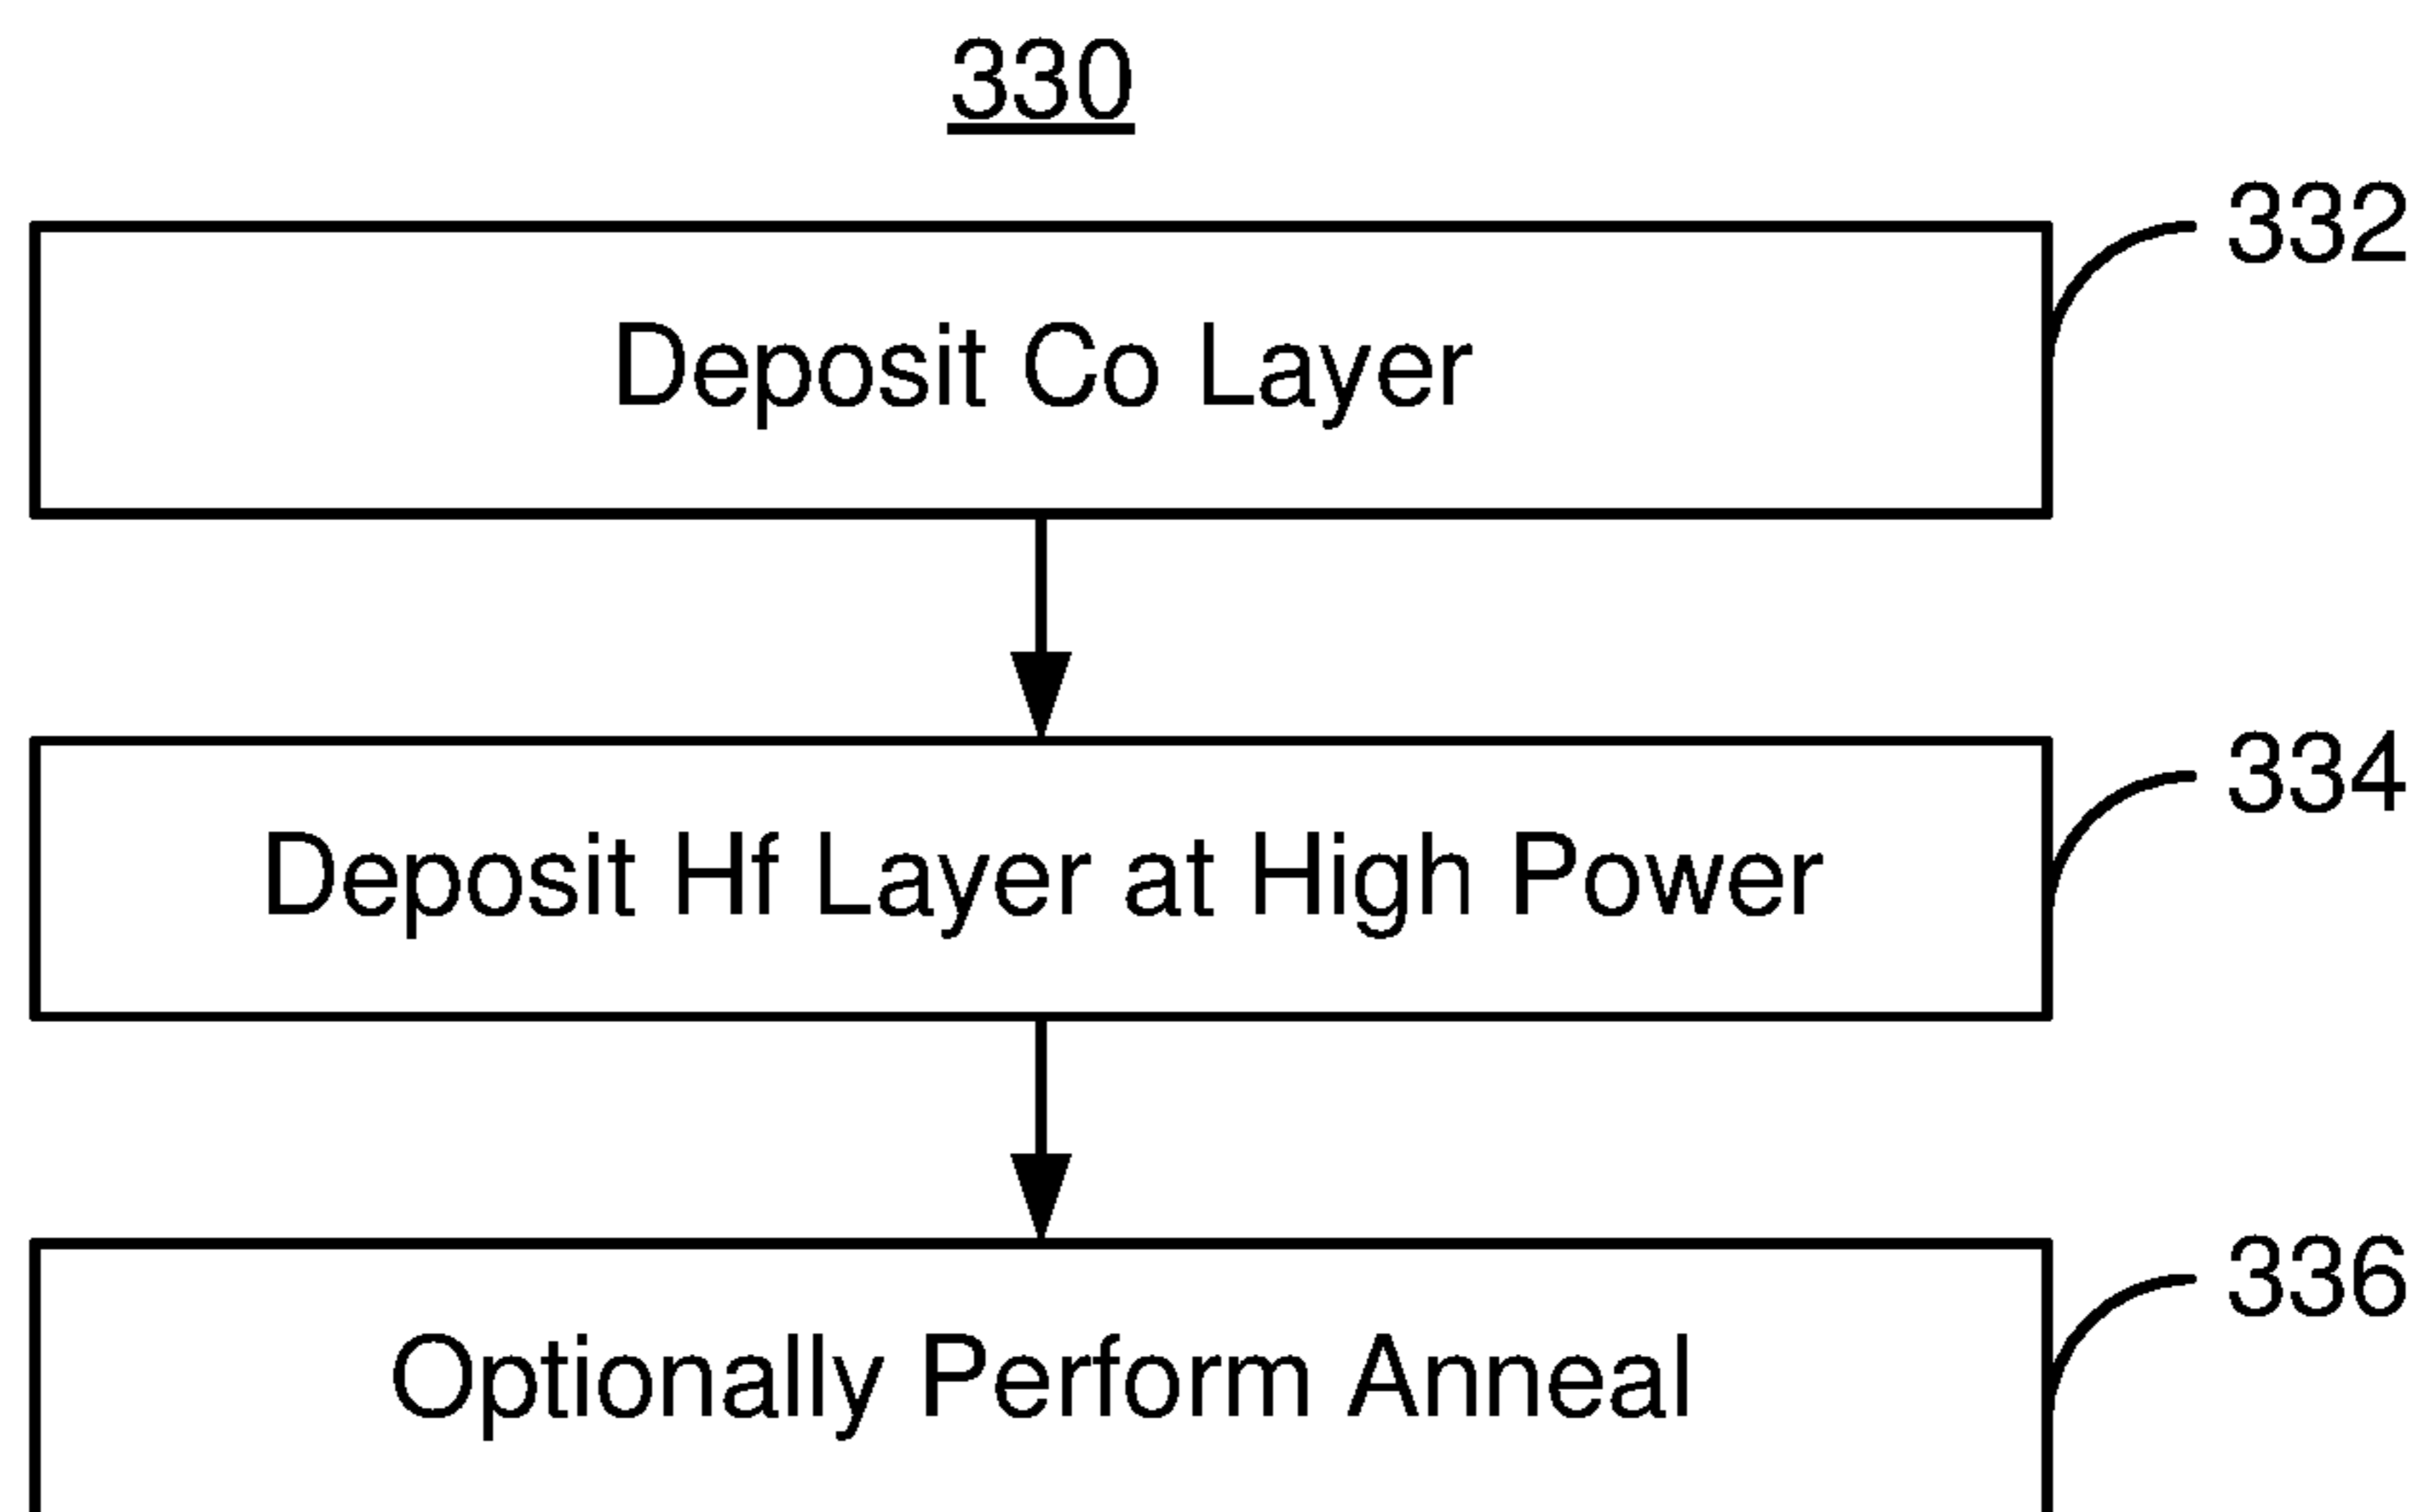 330
332
Deposit Co Layer
334
Deposit Hf Layer at High Power
336
Optionally Perform Anneal